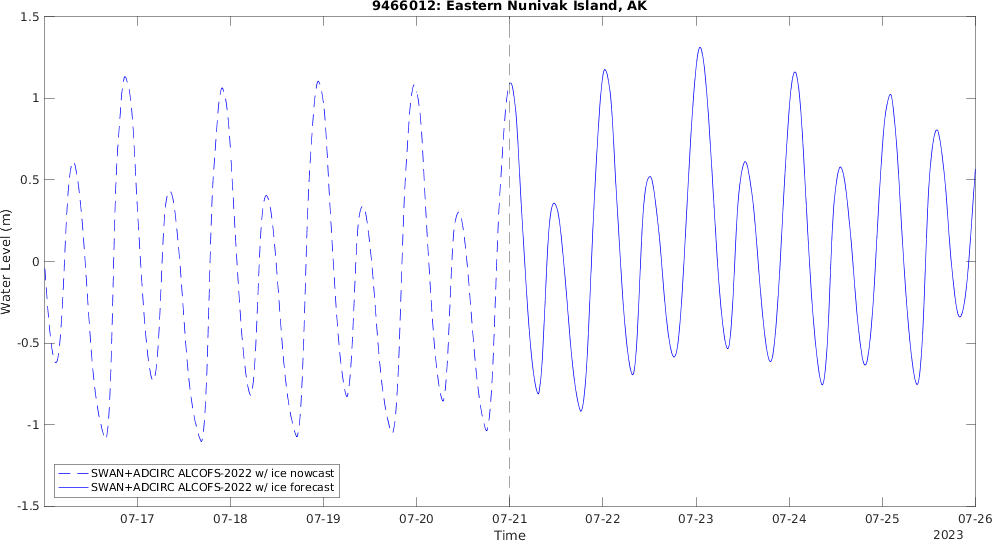 9466012: Eastern Nunivak Island, AK
Water Level (m)
1.5
1
0.5
0
-0.5
-1
-1.5
SWAN+ADCIRC ALCOFS-2022 w/ ice nowcast
SWAN+ADCIRC ALCOFS-2022 w/ ice forecast
07-17 07-18 07-19 07-20 07-21 07-22 07-23 07-24 07-25 07-26
Time
2023